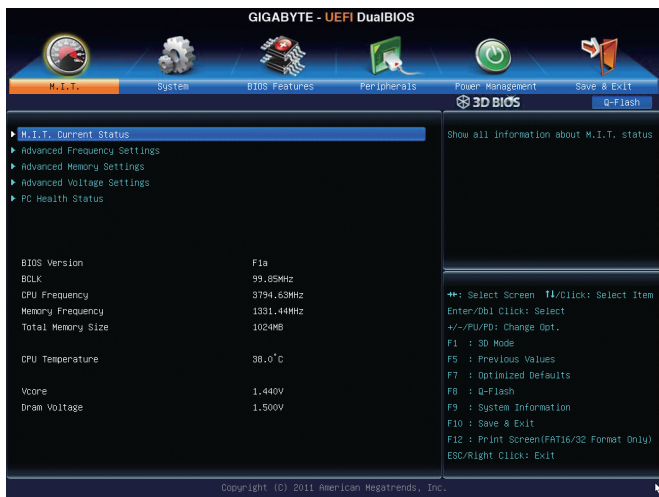 GIGABYTE - UEFI DualBIOS
M.I.T.
System
BIOS Features
Peripherals
Power Management
Save & Exit
3D BIOS
Q-Flash
M.I.T. Current Status
Advanced Frequency Settings
Advanced Memory Settings
Advanced Voltage Settings
PC Health Status
BIOS Version F1a
BCLK 99.85MHz
CPU Frequency 3794.63MHz
Memory Frequency 1331.44MHz
Total Memory Size 1024MB
CPU Temperature 38.0°C
Vcore 1.440V
Dram Voltage 1.500V
Show all information about M.I.T. status
→←: Select Screen ↑↓/Click: Select Item
Enter/Dbl Click: Select
+/-/PU/PD: Change Opt.
F1 : 3D Mode
F5 : Previous Values
F7 : Optimized Defaults
F8 : Q-Flash
F9 : System Information
F10 : Save & Exit
F12 : Print Screen(FAT16/32 Format Only)
ESC/Right Click: Exit
Copyright (C) 2011 American Megatrends, Inc.